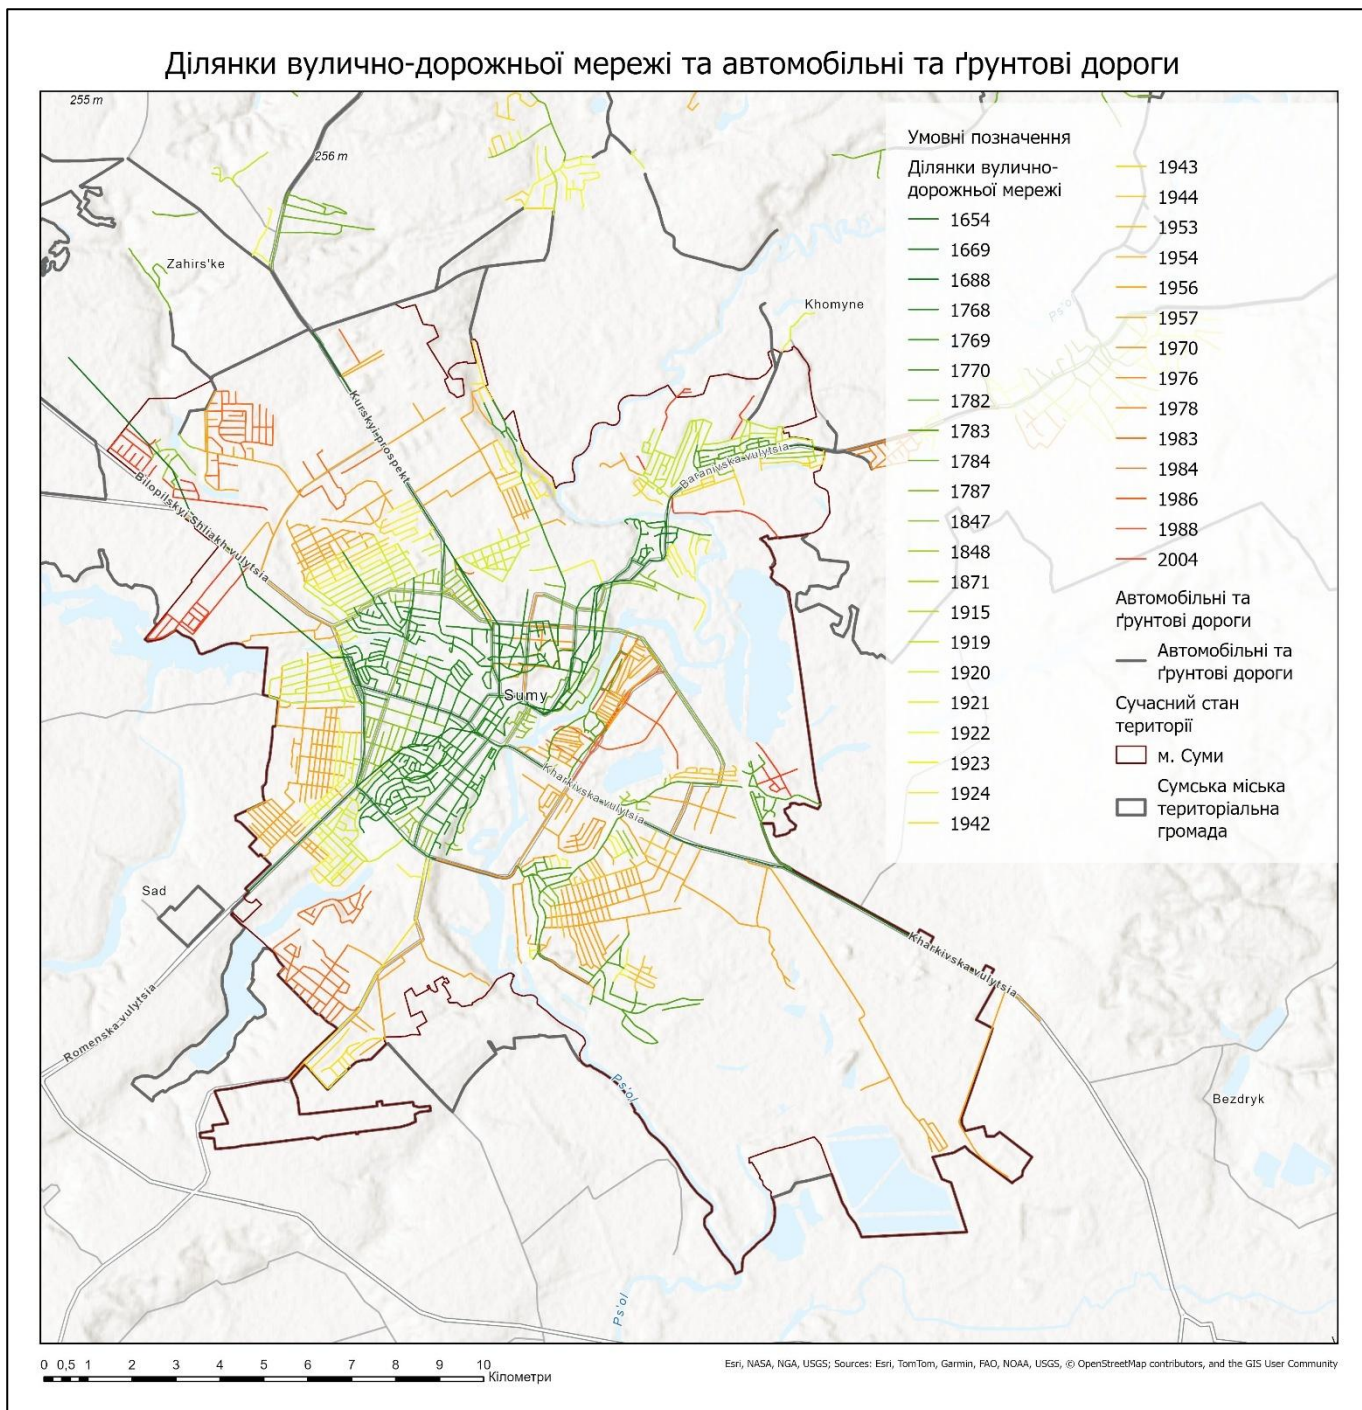 Ділянки вулично-дорожньої мережі та автомобільні та ґрунтові дороги
255 m
256 m
Zahirs'ke
Khomyne
Kurskyi prospekt
Bilopilskyi Shliakh vulytsia
Baranivska vulytsia
Sumy
Kharkivska vulytsia
Sad
Romenska vulytsia
Kharkivska vulytsia
Bezdryk
Ps'ol
Ps'ol
Ps'ol
Умовні позначення
Ділянки вулично-
дорожньої мережі
1654
1669
1688
1768
1769
1770
1782
1783
1784
1787
1847
1848
1871
1915
1919
1920
1921
1922
1923
1924
1942
1943
1944
1953
1954
1956
1957
1970
1976
1978
1983
1984
1986
1988
2004
Автомобільні та
ґрунтові дороги
Автомобільні та
ґрунтові дороги
Сучасний стан
території
м. Суми
Сумська міська
територіальна
громада
0 0,5 1 2 3 4 5 6 7 8 9 10
Кілометри
Esri, NASA, NGA, USGS; Sources: Esri, TomTom, Garmin, FAO, NOAA, USGS, © OpenStreetMap contributors, and the GIS User Community